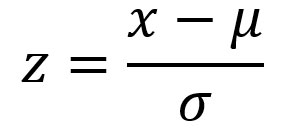 z = (x − μ) / σ